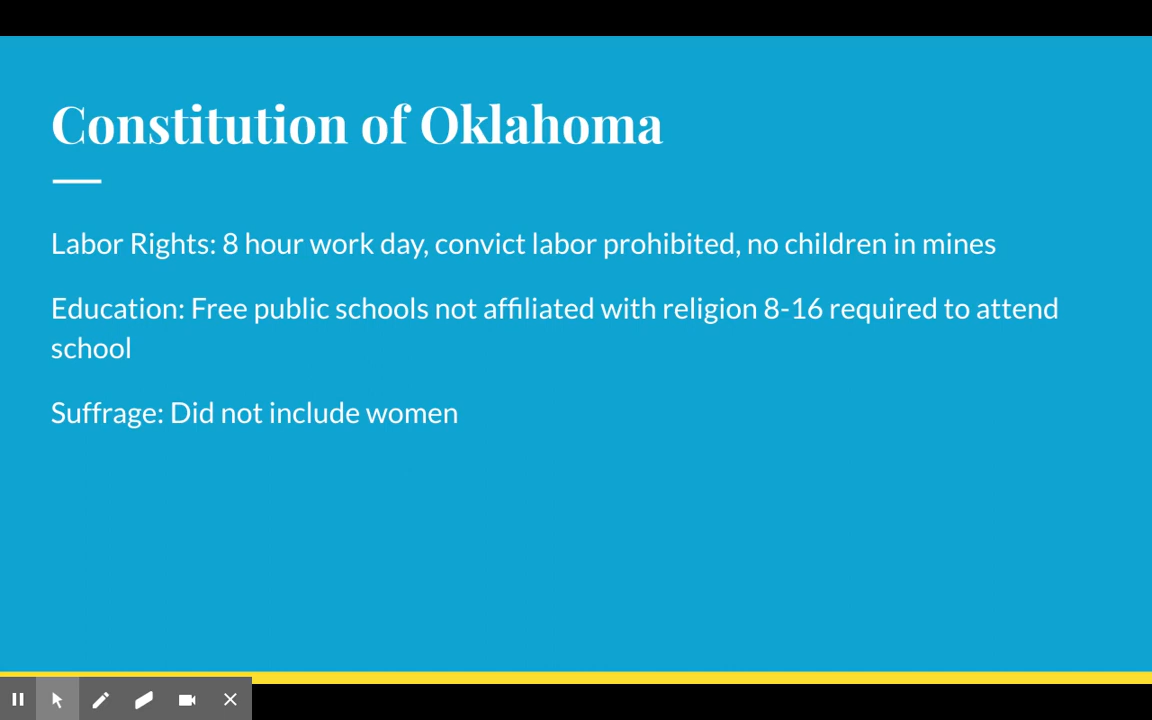 Constitution of Oklahoma
Labor Rights: 8 hour work day, convict labor prohibited, no children in mines
Education: Free public schools not affiliated with religion 8-16 required to attend
school
Suffrage: Did not include women